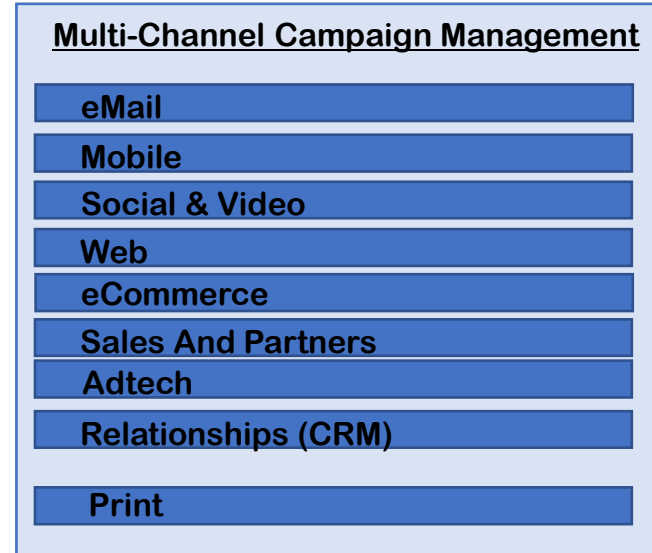 Multi-Channel Campaign Management
eMail
Mobile
Social & Video
Web
eCommerce
Sales And Partners
Adtech
Relationships (CRM)
Print